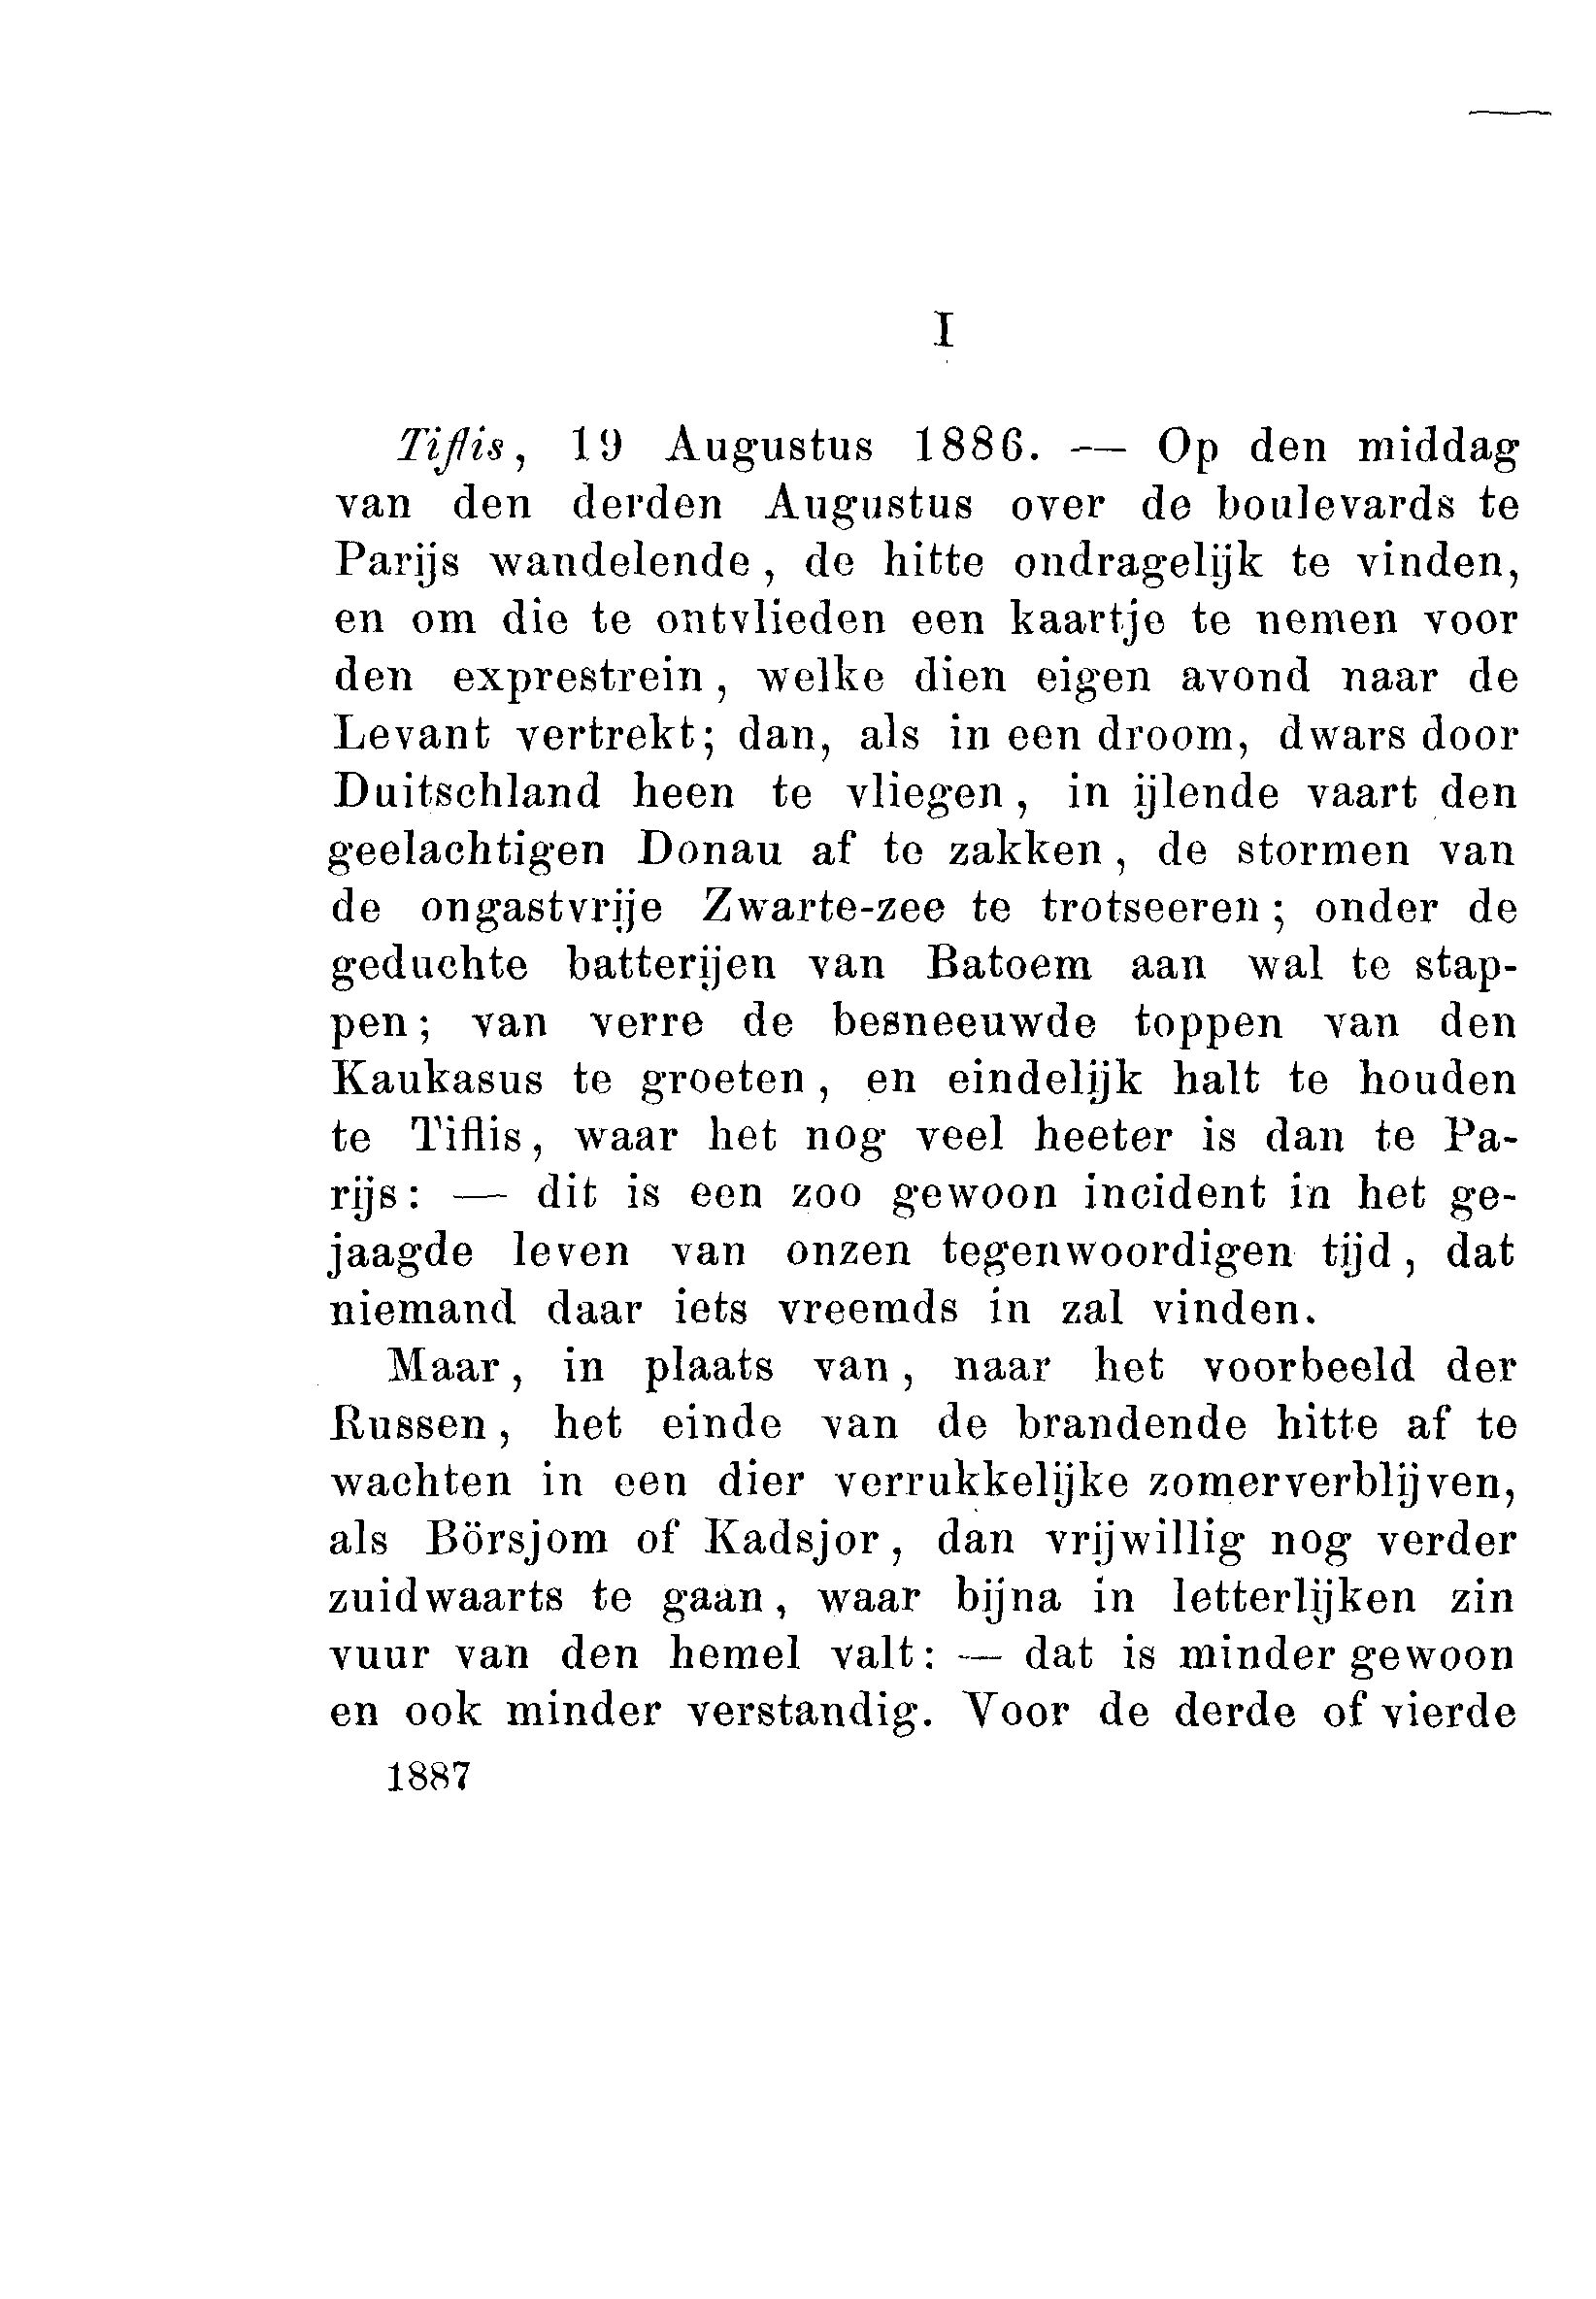 I
Tiflis, 19 Augustus 1886. — Op den middag
van den derden Augustus over de boulevards te
Parijs wandelende, de hitte ondragelijk te vinden,
en om die te ontvlieden een kaartje te nemen voor
den exprestrein, welke dien eigen avond naar de
Levant vertrekt; dan, als in een droom, dwars door
Duitschland heen te vliegen, in ijlende vaart den
geelachtigen Donau af te zakken, de stormen van
de ongastvrije Zwarte-zee te trotseeren; onder de
geduchte batterijen van Batoem aan wal te stap-
pen; van verre de besneeuwde toppen van den
Kaukasus te groeten, en eindelijk halt te houden
te Tiflis, waar het nog veel heeter is dan te Pa-
rijs: — dit is een zoo gewoon incident in het ge-
jaagde leven van onzen tegenwoordigen tijd, dat
niemand daar iets vreemds in zal vinden.
Maar, in plaats van, naar het voorbeeld der
Russen, het einde van de brandende hitte af te
wachten in een dier verrukkelijke zomerverblijven,
als Börsjom of Kadsjor, dan vrijwillig nog verder
zuidwaarts te gaan, waar bijna in letterlijken zin
vuur van den hemel valt: — dat is minder gewoon
en ook minder verstandig. Voor de derde of vierde
1887